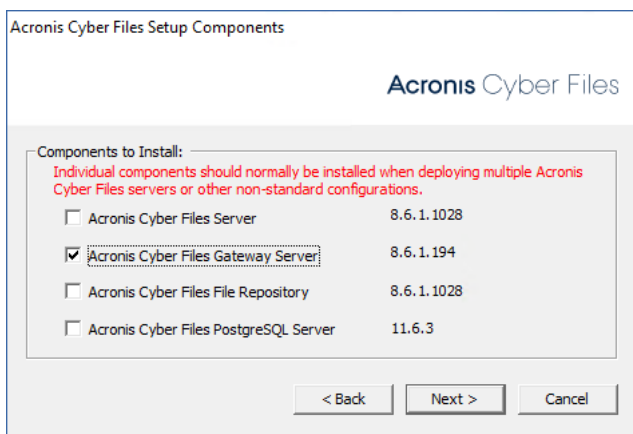 Acronis Cyber Files Setup Components
Acronis Cyber Files
Components to Install:
Individual components should normally be installed when deploying multiple Acronis
Cyber Files servers or other non-standard configurations.
Acronis Cyber Files Server 8.6.1.1028
Acronis Cyber Files Gateway Server 8.6.1.194
Acronis Cyber Files File Repository 8.6.1.1028
Acronis Cyber Files PostgreSQL Server 11.6.3
< Back Next > Cancel